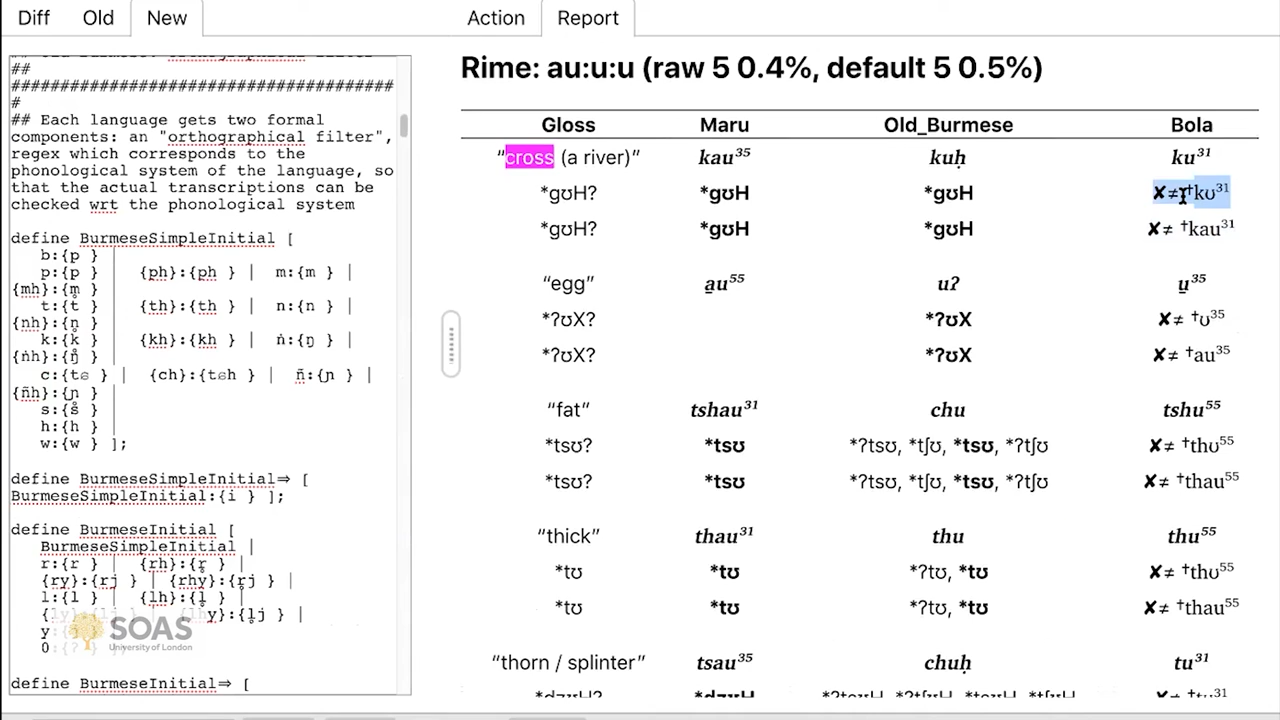 Diff Old New Action Report
##
#######################################
#
## Each language gets two formal
components: an "orthographical filter",
regex which corresponds to the
phonological system of the language, so
that the actual transcriptions can be
checked wrt the phonological system
define BurmeseSimpleInitial [
b:{p } |
p:{p } | {ph}:{ph } | m:{m } |
{mh}:{m̥ }
t:{t } | {th}:{th } | n:{n } |
{nh}:{n̥ }
k:{k } | {kh}:{kh } | ṅ:{ŋ } |
{ṅh}:{ŋ̊ }
c:{tɕ } | {ch}:{tɕh } | ñ:{ɲ } |
{ñh}:{ɲ̊ }
s:{s } |
h:{h } |
w:{w } ];
define BurmeseSimpleInitial⇒ [
BurmeseSimpleInitial:{i } ];
define BurmeseInitial [
BurmeseSimpleInitial |
r:{r } | {rh}:{r̥ } |
{ry}:{rj } | {rhy}:{r̥j } |
l:{l } | {lh}:{l̥ } |
SOAS
University of London
define BurmeseInitial⇒ [
Rime: au:u:u (raw 5 0.4%, default 5 0.5%)
Gloss Maru Old_Burmese Bola
“cross (a river)” kau³⁵ kuḥ ku³¹
*gʊH? *gʊH *gʊH ✘≠ †kʊ³¹
*gʊH? *gʊH *gʊH ✘≠ †kau³¹
“egg” a̱u⁵⁵ uʔ u̱³⁵
*ʔʊX? *ʔʊX ✘≠ †ʊ³⁵
*ʔʊX? *ʔʊX ✘≠ †au³⁵
“fat” tshau³¹ chu tshu⁵⁵
*tsʊ? *tsʊ *ʔtsʊ, *tʃʊ, *tsʊ, *ʔtʃʊ ✘≠ †thʊ⁵⁵
*tsʊ? *tsʊ *ʔtsʊ, *tʃʊ, *tsʊ, *ʔtʃʊ ✘≠ †thau⁵⁵
“thick” thau³¹ thu thu⁵⁵
*tʊ *tʊ *ʔtʊ, *tʊ ✘≠ †thʊ⁵⁵
*tʊ *tʊ *ʔtʊ, *tʊ ✘≠ †thau⁵⁵
“thorn / splinter” tsau³⁵ chuḥ tu³¹